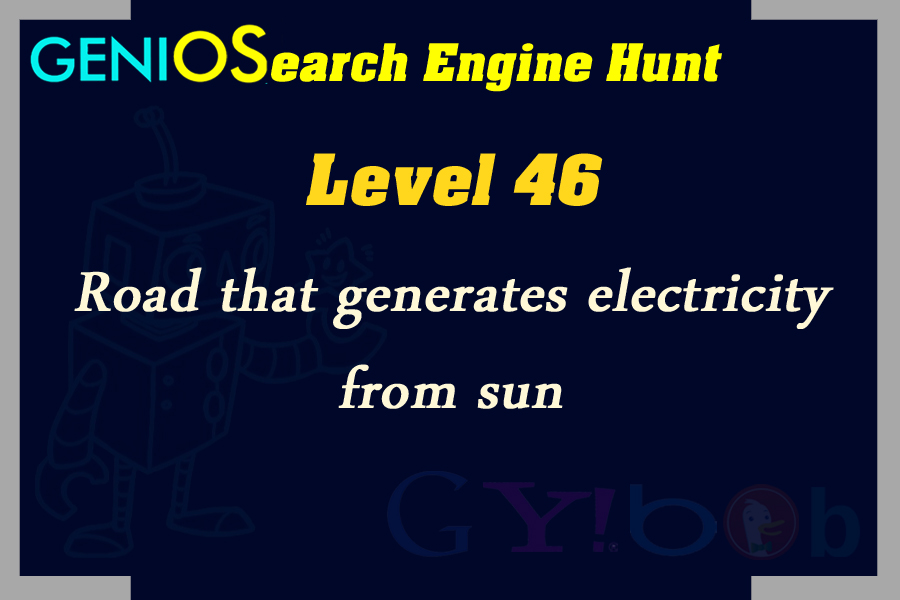 GENIOSearch Engine Hunt
Level 46
Road that generates electricity
from sun
G Y! b b